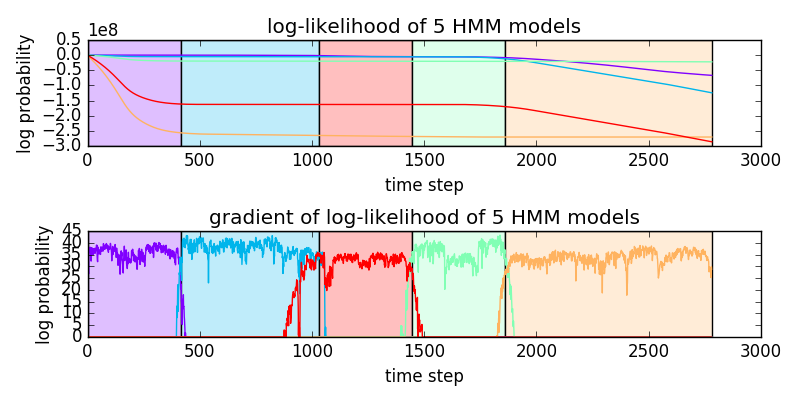 log-likelihood of 5 HMM models
1e8
0.5
0.0
−0.5
−1.0
−1.5
−2.0
−2.5
−3.0
log probability
0 500 1000 1500 2000 2500 3000
time step
gradient of log-likelihood of 5 HMM models
45
40
35
30
25
20
15
10
5
0
log probability
0 500 1000 1500 2000 2500 3000
time step